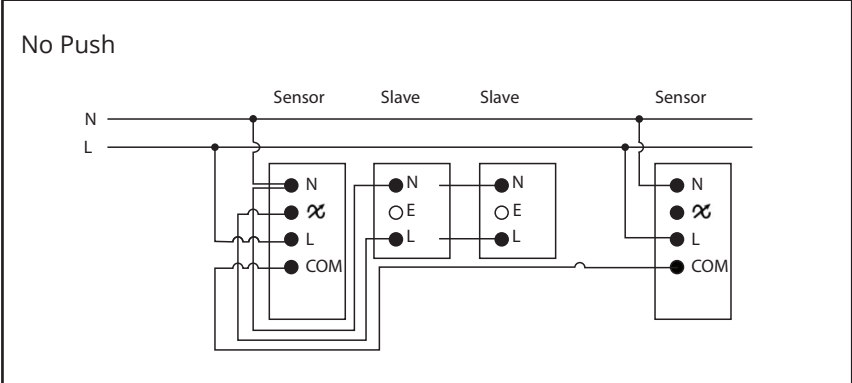 No Push
Sensor Slave Slave Sensor
N
L
N N N N
E E
L L L L
COM COM